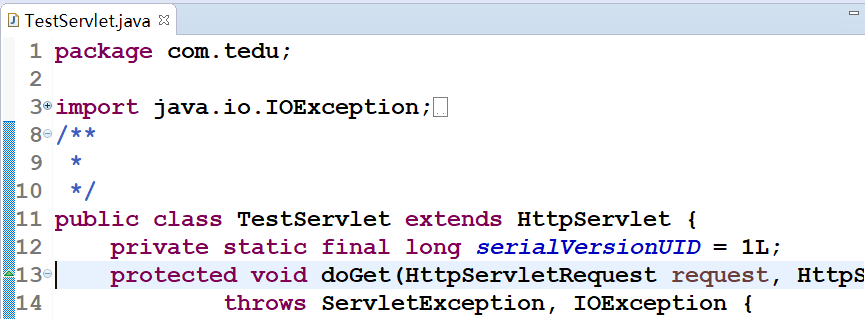 TestServlet.java
1 package com.tedu;
2
3 import java.io.IOException;
8 /**
9 *
10 */
11 public class TestServlet extends HttpServlet {
12 private static final long serialVersionUID = 1L;
13 protected void doGet(HttpServletRequest request, HttpS
14 throws ServletException, IOException {